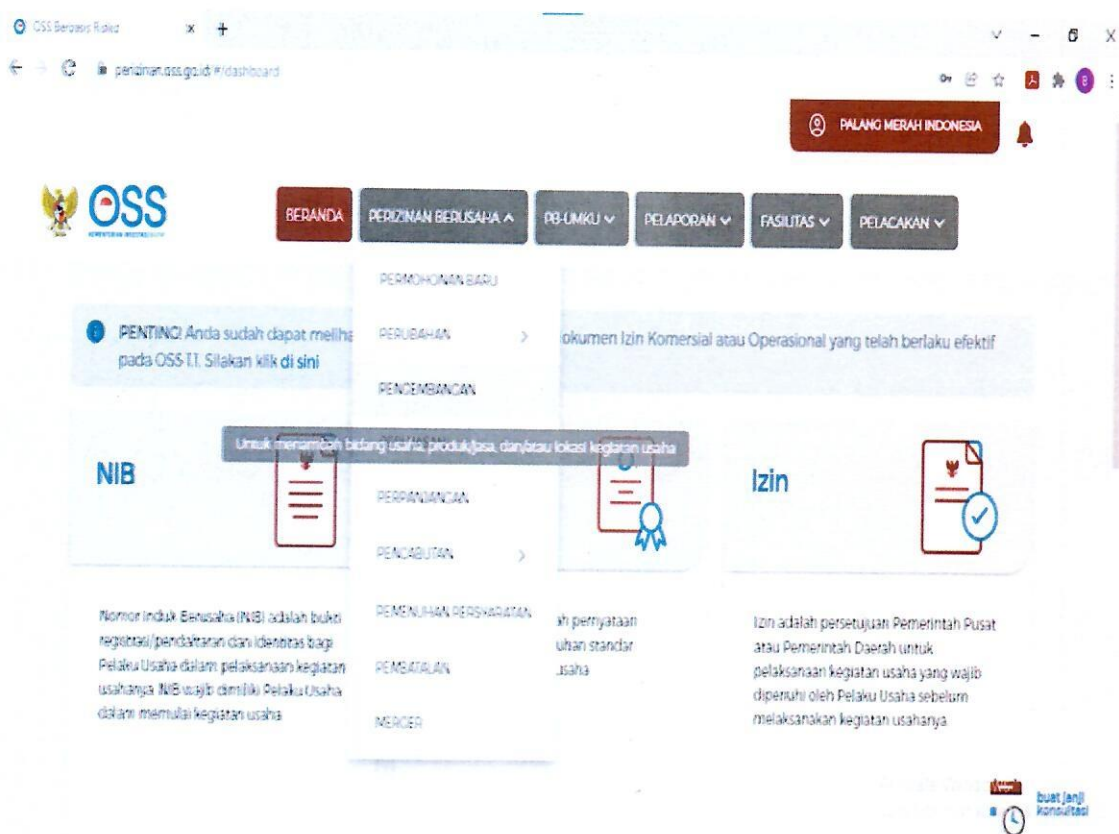 OSS Berbasis Risiko
perizinan.oss.go.id/#/dashboard
PALANG MERAH INDONESIA
OSS
BERANDA
PERIZINAN BERUSAHA
PB-UMKU
PELAPORAN
FASILITAS
PELACAKAN
PERMOHONAN BARU
PERUBAHAN
PENGEMBANGAN
PERPANJANGAN
PENCABUTAN
PEMENUHAN PERSYARATAN
PEMBATALAN
MERGER
PENTING! Anda sudah dapat meliha
okumen Izin Komersial atau Operasional yang telah berlaku efektif
pada OSS 1.1. Silakan klik di sini
Untuk menambah bidang usaha, produk/jasa, dan/atau lokasi kegiatan usaha
NIB
Izin
Nomor Induk Berusaha (NIB) adalah bukti
registrasi/pendaftaran dan identitas bagi
Pelaku Usaha dalam pelaksanaan kegiatan
usahanya NIB wajib dimiliki Pelaku Usaha
dalam memulai kegiatan usaha
ah pernyataan
uhan standar
usaha
Izin adalah persetujuan Pemerintah Pusat
atau Pemerintah Daerah untuk
pelaksanaan kegiatan usaha yang wajib
dipenuhi oleh Pelaku Usaha sebelum
melaksanakan kegiatan usahanya
buat janji
konsultasi